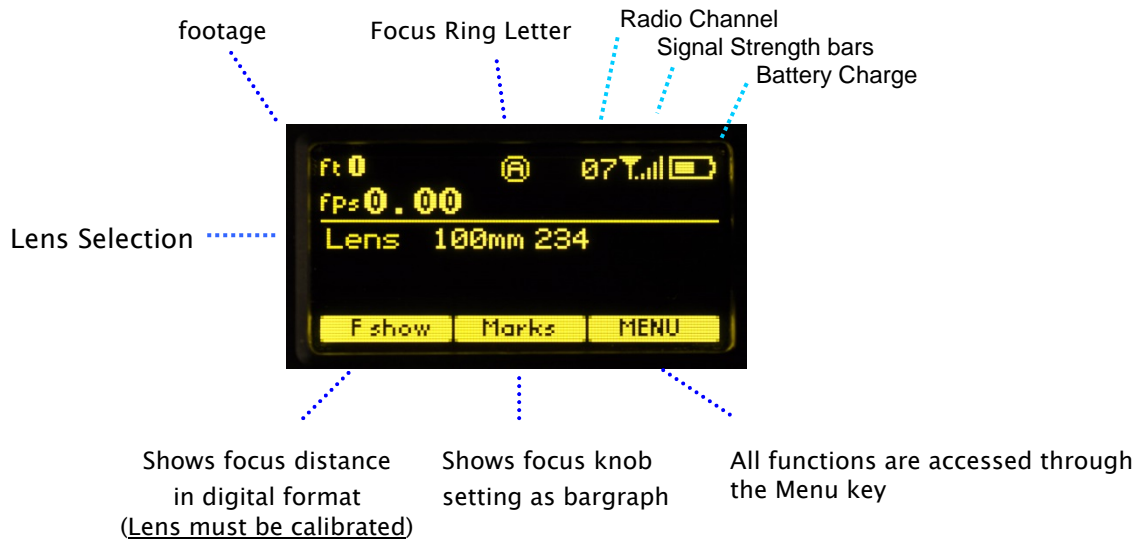 footage
Focus Ring Letter
Radio Channel
Signal Strength bars
Battery Charge
ft 0
A
07
fps 0.00
Lens Selection
Lens 100mm 234
F show
Marks
MENU
Shows focus distance
in digital format
(Lens must be calibrated)
Shows focus knob
setting as bargraph
All functions are accessed through
the Menu key